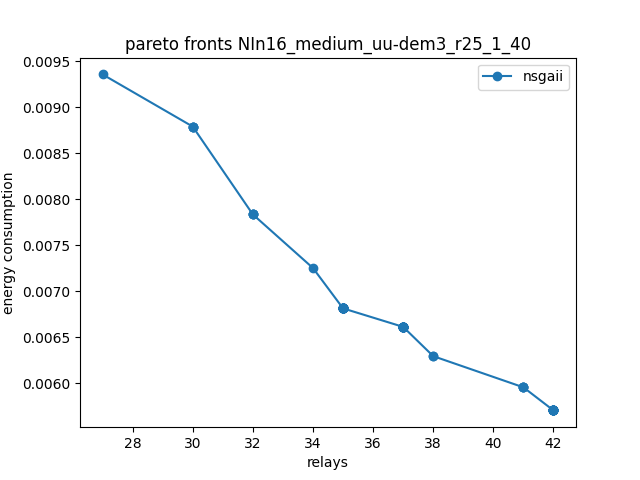 pareto fronts NIn16_medium_uu-dem3_r25_1_40
nsgaii
energy consumption
0.0095
0.0090
0.0085
0.0080
0.0075
0.0070
0.0065
0.0060
28 30 32 34 36 38 40 42
relays